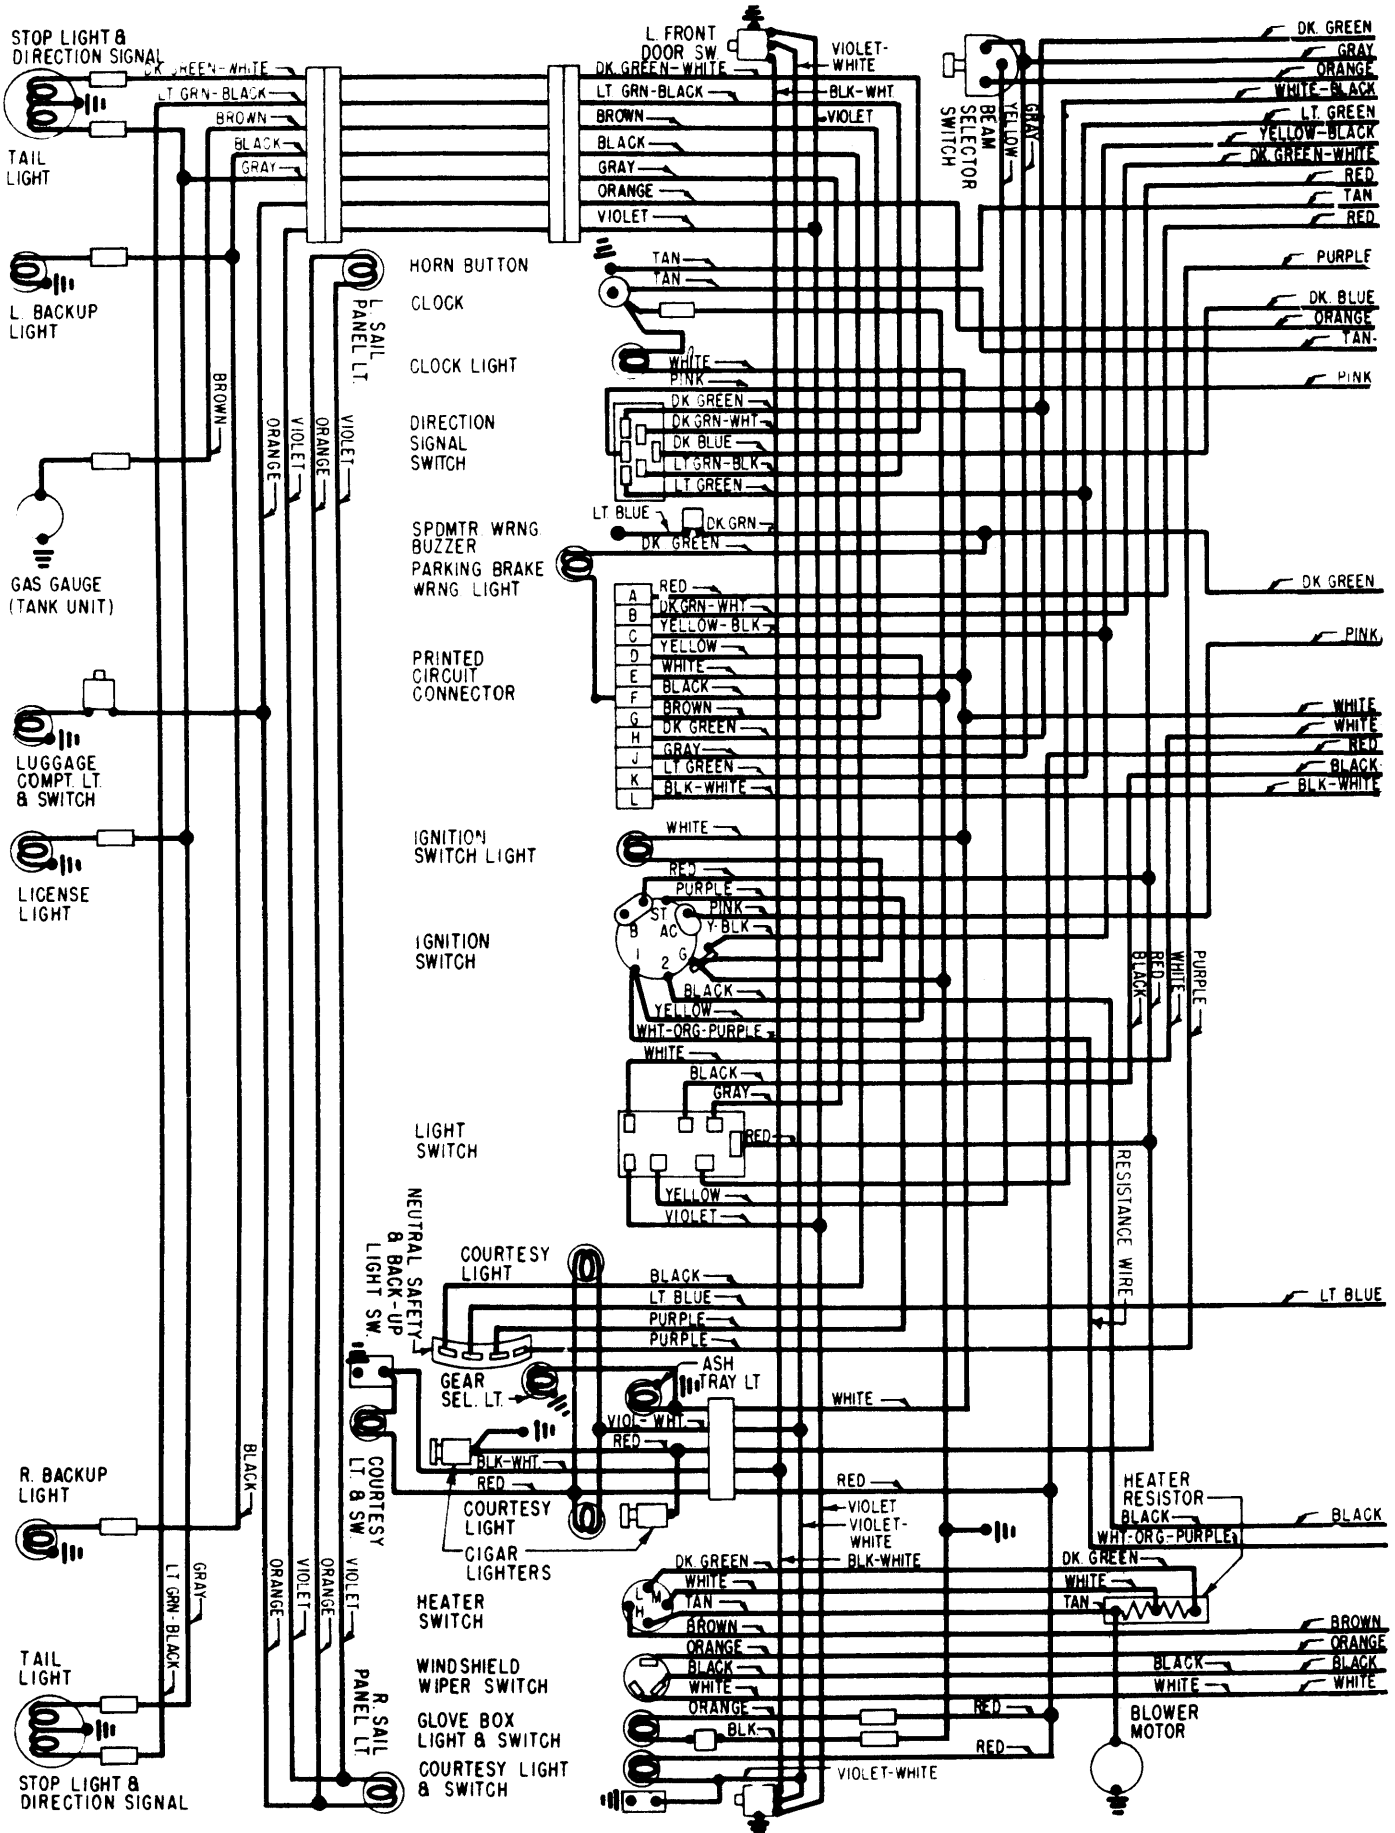 STOP LIGHT &
DIRECTION SIGNAL
DK GREEN-WHITE
LT GRN-BLACK
BROWN
BLACK
GRAY
TAIL
LIGHT
L. BACKUP
LIGHT
BROWN
GAS GAUGE
(TANK UNIT)
LUGGAGE
COMPT. LT.
& SWITCH
LICENSE
LIGHT
ORANGE
VIOLET
ORANGE
VIOLET
L. SAIL
PANEL LT.
R. BACKUP
LIGHT
BLACK
TAIL
LIGHT
GRAY
LT GRN-BLACK
ORANGE
VIOLET
ORANGE
VIOLET
R. SAIL
PANEL LT.
STOP LIGHT &
DIRECTION SIGNAL
L. FRONT
DOOR SW.
DK. GREEN-WHITE
LT GRN-BLACK
BROWN
BLACK
GRAY
ORANGE
VIOLET
VIOLET-
WHITE
BLK-WHT
VIOLET
BEAM
SELECTOR
SWITCH
YELLOW
GRAY
DK. GREEN
GRAY
ORANGE
WHITE-BLACK
LT. GREEN
YELLOW-BLACK
DK. GREEN-WHITE
RED
TAN
RED
PURPLE
DK. BLUE
ORANGE
TAN-
PINK
HORN BUTTON
TAN
TAN
CLOCK
CLOCK LIGHT
WHITE
PINK
DIRECTION
SIGNAL
SWITCH
DK GREEN
DK GRN-WHT
DK BLUE
LT GRN-BLK
LT GREEN
SPDMTR. WRNG.
BUZZER
LT BLUE
DK GRN
DK GREEN
PARKING BRAKE
WRNG LIGHT
DK GREEN
PRINTED
CIRCUIT
CONNECTOR
A
RED
B
DK GRN-WHT
C
YELLOW-BLK
D
YELLOW
E
WHITE
F
BLACK
G
BROWN
H
DK GREEN
J
GRAY
K
LT GREEN
L
BLK-WHITE
PINK
WHITE
WHITE
RED
BLACK
BLK-WHITE
IGNITION
SWITCH LIGHT
WHITE
IGNITION
SWITCH
RED
PURPLE
PINK
Y-BLK
B
ST
AC
G
1
2
BLACK
YELLOW
WHT-ORG-PURPLE
BLACK
RED
WHITE
PURPLE
LIGHT
SWITCH
WHITE
BLACK
GRAY
RED
YELLOW
VIOLET
RESISTANCE WIRE
NEUTRAL SAFETY
& BACK-UP
LIGHT SW.
COURTESY
LIGHT
BLACK
LT BLUE
PURPLE
PURPLE
LT BLUE
GEAR
SEL. LT.
ASH
TRAY LT
WHITE
VIOL-WHT.
RED
BLK-WHT.
RED
RED
COURTESY
LT. & SW.
COURTESY
LIGHT
CIGAR
LIGHTERS
VIOLET
VIOLET-
WHITE
BLK-WHITE
HEATER
RESISTOR
BLACK
BLACK
WHT-ORG-PURPLE
HEATER
SWITCH
L
M
H
DK. GREEN
WHITE
TAN
BROWN
DK. GREEN
WHITE
TAN
BROWN
WINDSHIELD
WIPER SWITCH
ORANGE
BLACK
WHITE
ORANGE
BLACK
BLACK
WHITE
WHITE
GLOVE BOX
LIGHT & SWITCH
ORANGE
BLK.
RED
COURTESY LIGHT
& SWITCH
RED
VIOLET-WHITE
BLOWER
MOTOR